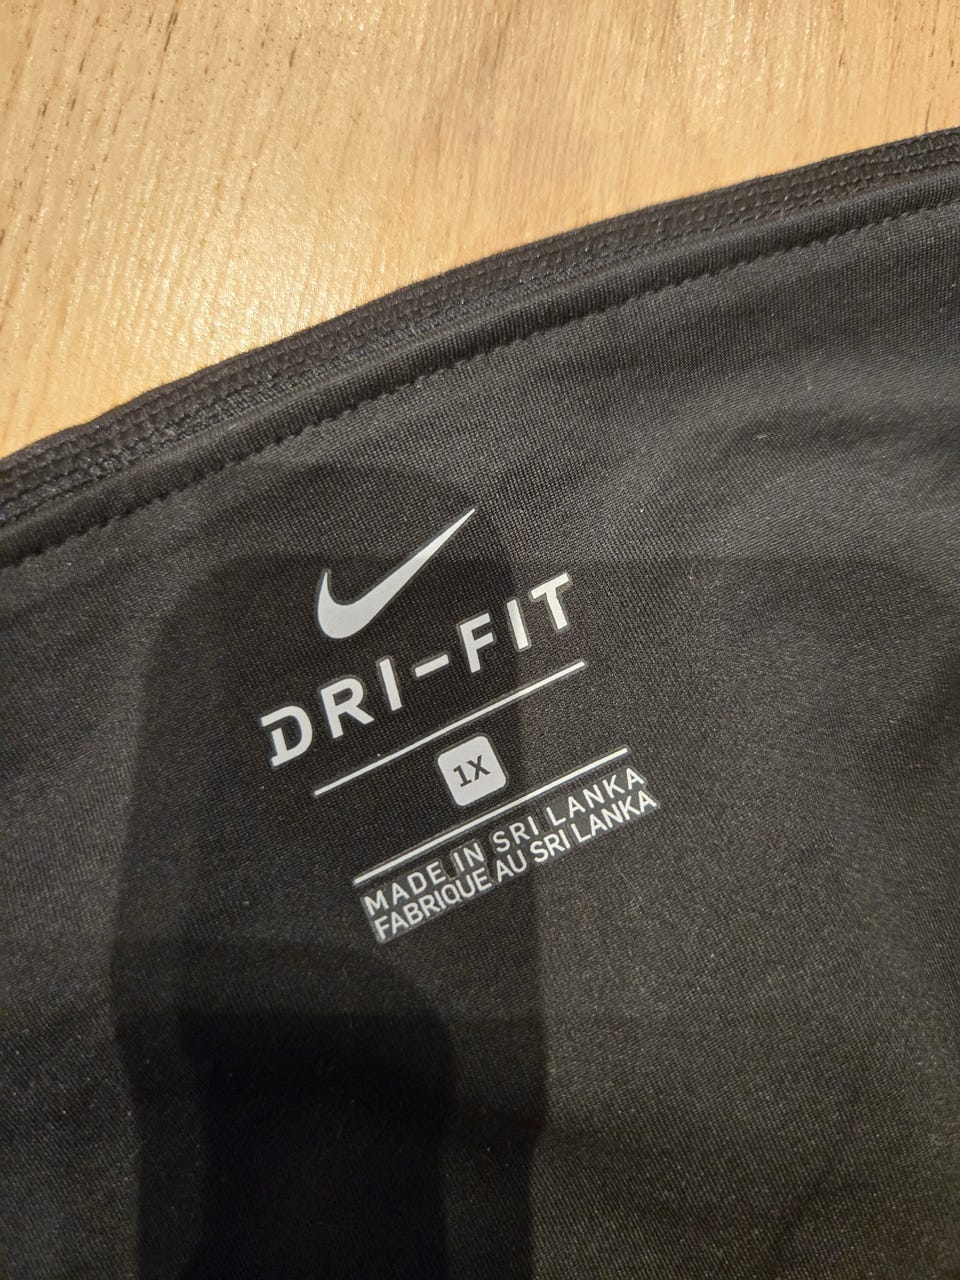 DRI-FIT
1X
MADE IN SRI LANKA
FABRIQUE AU SRI LANKA